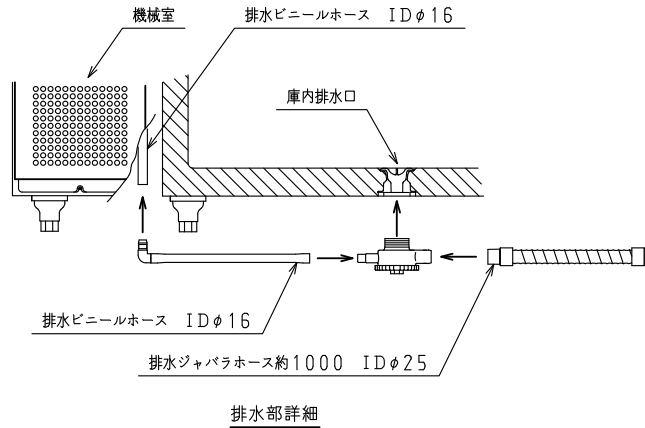 機械室
排水ビニールホース IDφ16
庫内排水口
排水ビニールホース IDφ16
排水ジャバラホース約1000 IDφ25
排水部詳細